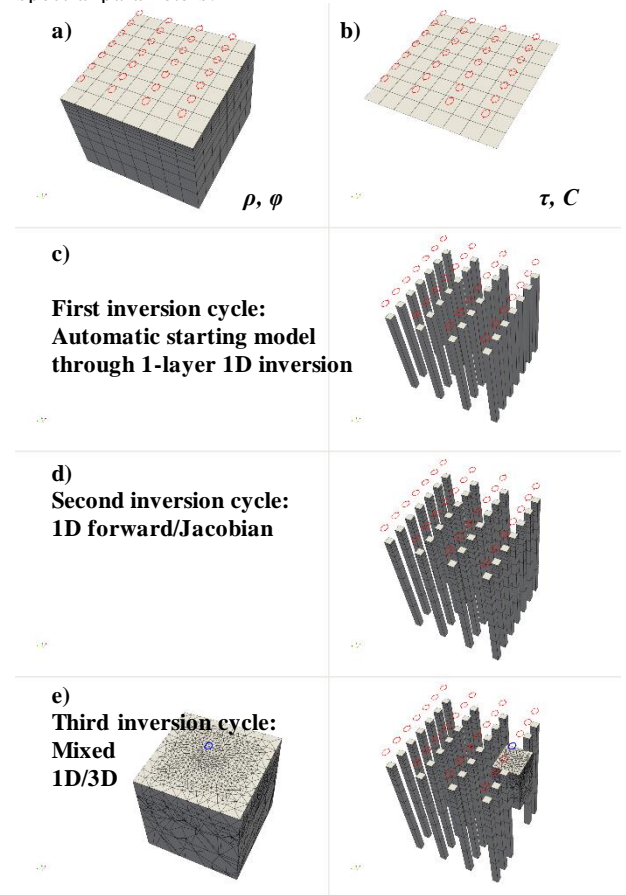 a)
b)
ρ, φ
τ, C
c)
First inversion cycle:
Automatic starting model
through 1-layer 1D inversion
d)
Second inversion cycle:
1D forward/Jacobian
e)
Third inversion cycle:
Mixed
1D/3D